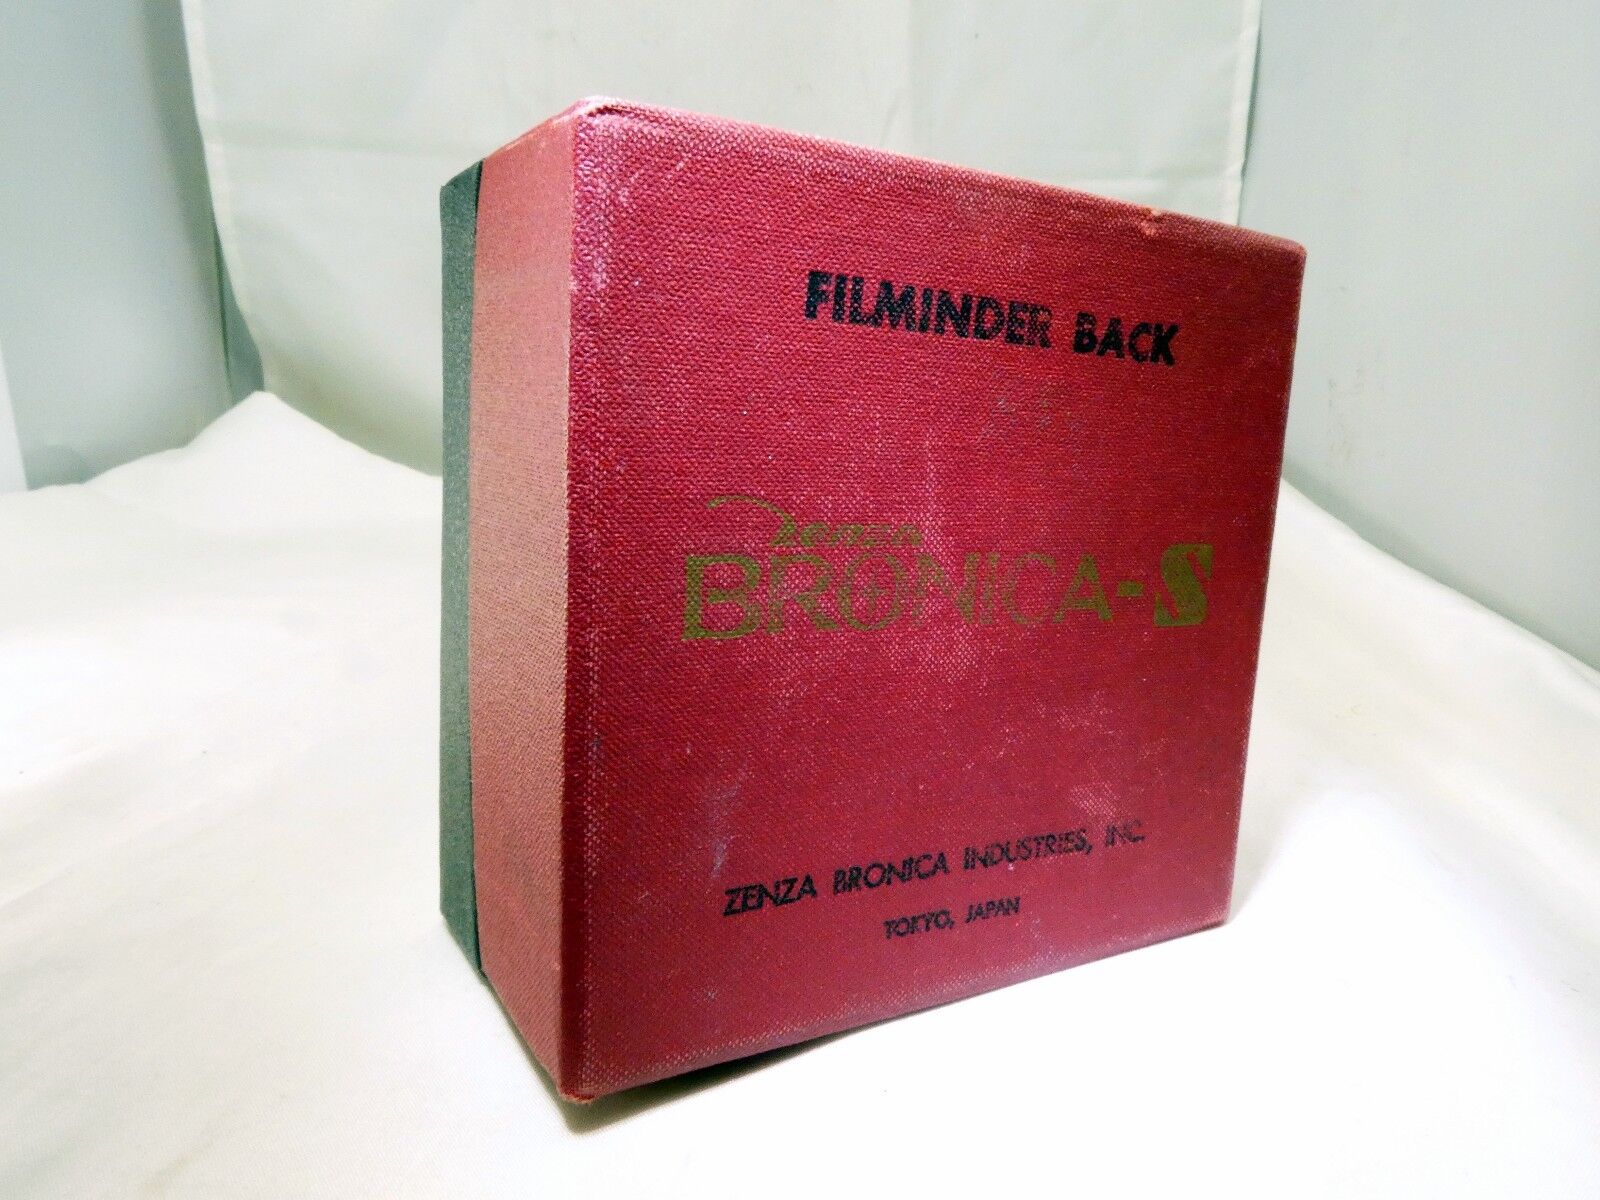 FILMINDER BACK
Zenza
BRONICA-S
ZENZA BRONICA INDUSTRIES, INC.
TOKYO, JAPAN